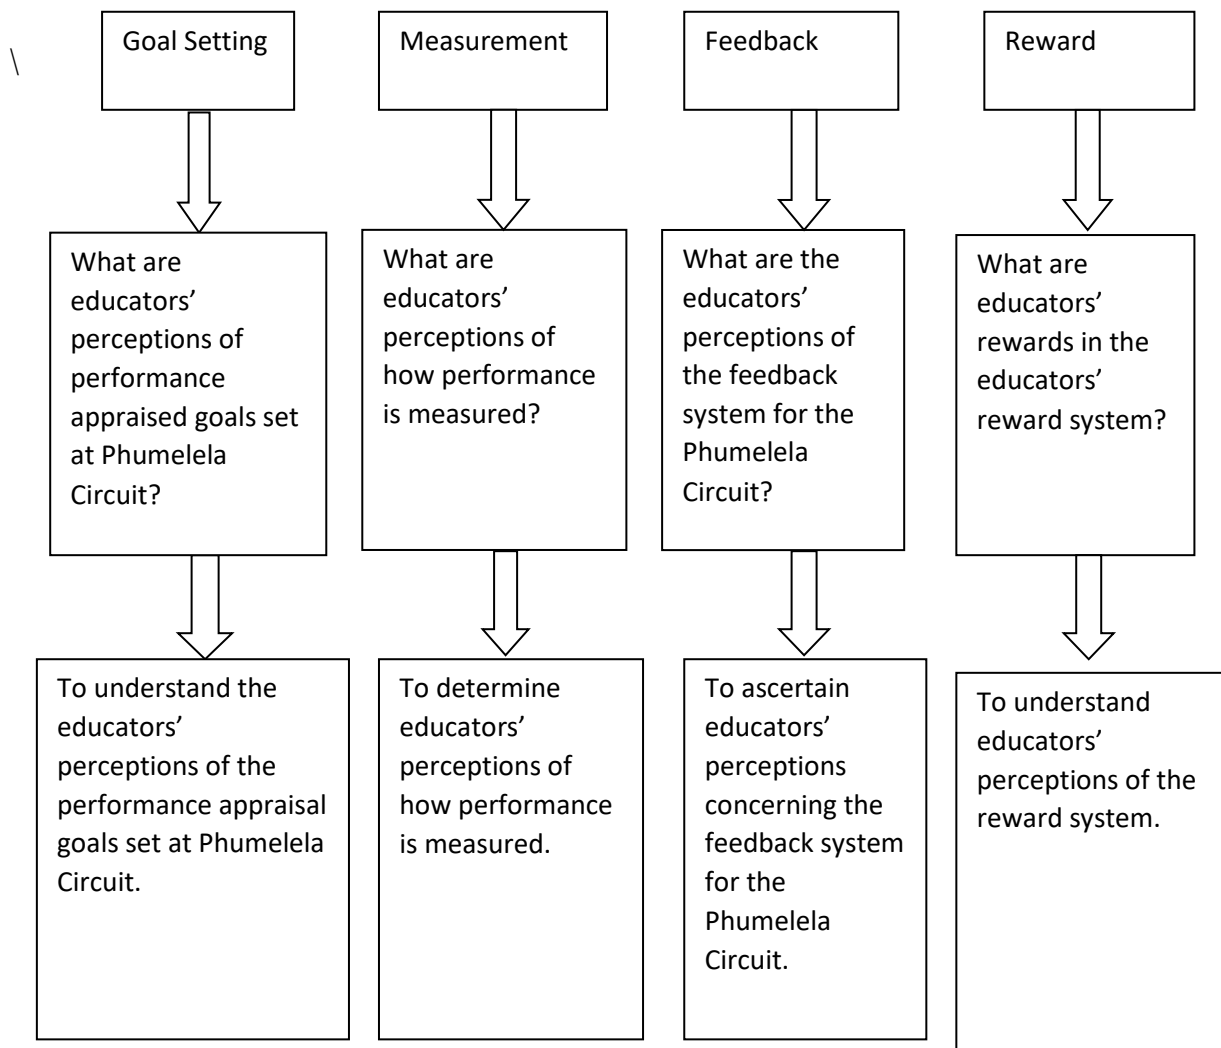 \
Goal Setting
Measurement
Feedback
Reward
What are
educators’
perceptions of
performance
appraised goals set
at Phumelela
Circuit?
What are
educators’
perceptions of
how performance
is measured?
What are the
educators’
perceptions of
the feedback
system for the
Phumelela
Circuit?
What are
educators’
rewards in the
educators’
reward system?
To understand the
educators’
perceptions of the
performance appraisal
goals set at Phumelela
Circuit.
To determine
educators’
perceptions of
how performance
is measured.
To ascertain
educators’
perceptions
concerning the
feedback system
for the
Phumelela
Circuit.
To understand
educators’
perceptions of the
reward system.